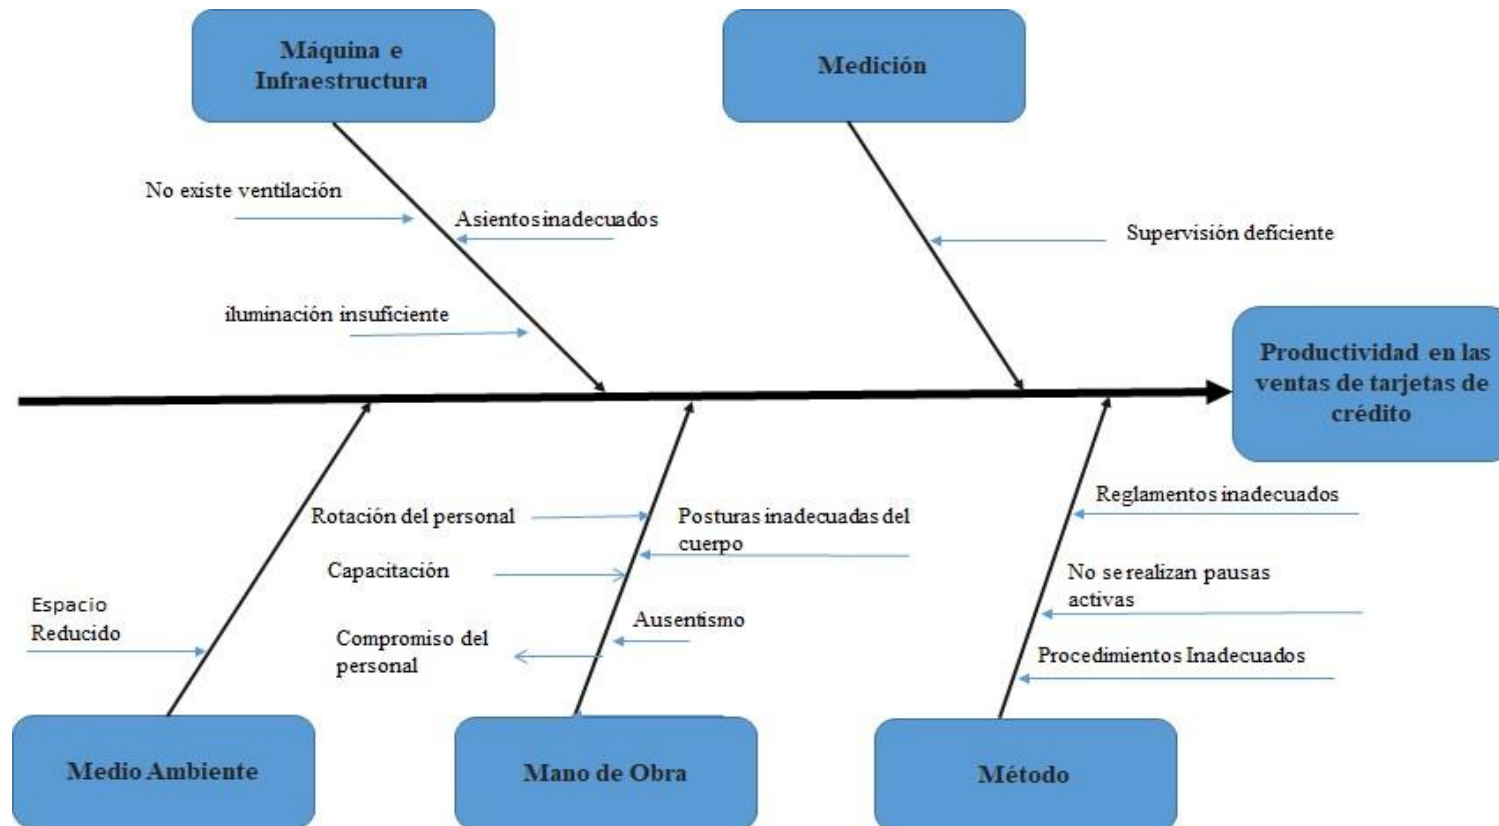 Máquina e
Infraestructura
Medición
No existe ventilación
Asientos inadecuados
Supervisión deficiente
iluminación insuficiente
Productividad en las
ventas de tarjetas de
crédito
Rotación del personal
Posturas inadecuadas del
cuerpo
Reglamentos inadecuados
Capacitación
No se realizan pausas
activas
Espacio
Reducido
Compromiso del
personal
Ausentismo
Procedimientos Inadecuados
Medio Ambiente
Mano de Obra
Método